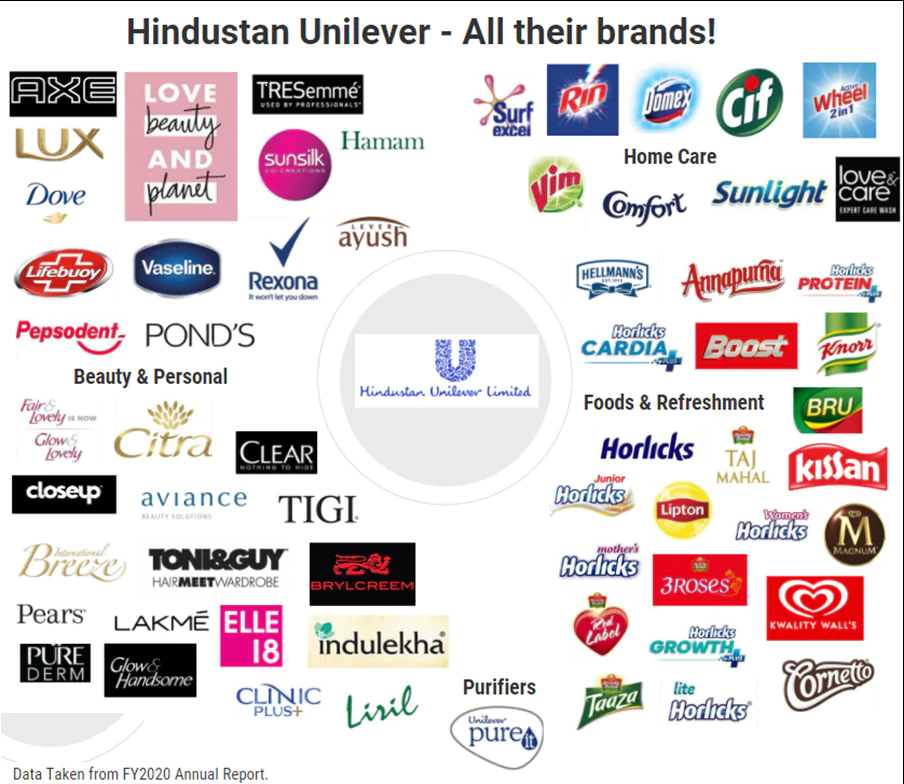 Hindustan Unilever - All their brands!
AXE
LOVE
beauty
AND
planet
TRESemmé
USED BY PROFESSIONALS
LUX
sunsilk
CO-CREATIONS
Hamam
Dove
Lifebuoy
Vaseline.
Rexona
It won't let you down
LEVER
ayush
Pepsodent
POND'S
Beauty & Personal
Fair &
Lovely IS NOW
Glow &
Lovely
Citra
CLEAR
NOTHING TO HIDE
closeup
aviance
BEAUTY SOLUTIONS
TIGI
International
Breeze
TONI&GUY
HAIRMEETWARDROBE
BRYLCREEM
Pears
LAKMÉ
ELLE
18
indulekha
PURE
DERM
Glow &
Handsome
CLINIC
PLUS+
Liril
Surf
excel
Rin
Domex
Cif
Active
Wheel
2in1
Home Care
Vim
Comfort
Sunlight
love &
care
EXPERT CARE WASH
HELLMANN'S
EST. 1913
Annapurna
Horlicks
PROTEIN
PLUS
Horlicks
CARDIA
PLUS
Boost
Knorr
Foods & Refreshment
BRU
Horlicks
TAJ
MAHAL
kissan
Junior
Horlicks
Lipton
Women's
Horlicks
M
MAGNUM
mother's
Horlicks
3ROSES
KWALITY WALL'S
Red
Label
Horlicks
GROWTH
PLUS
Taaza
lite
Horlicks
Cornetto
Hindustan Unilever Limited
Purifiers
Unilever
pureit
Data Taken from FY2020 Annual Report.